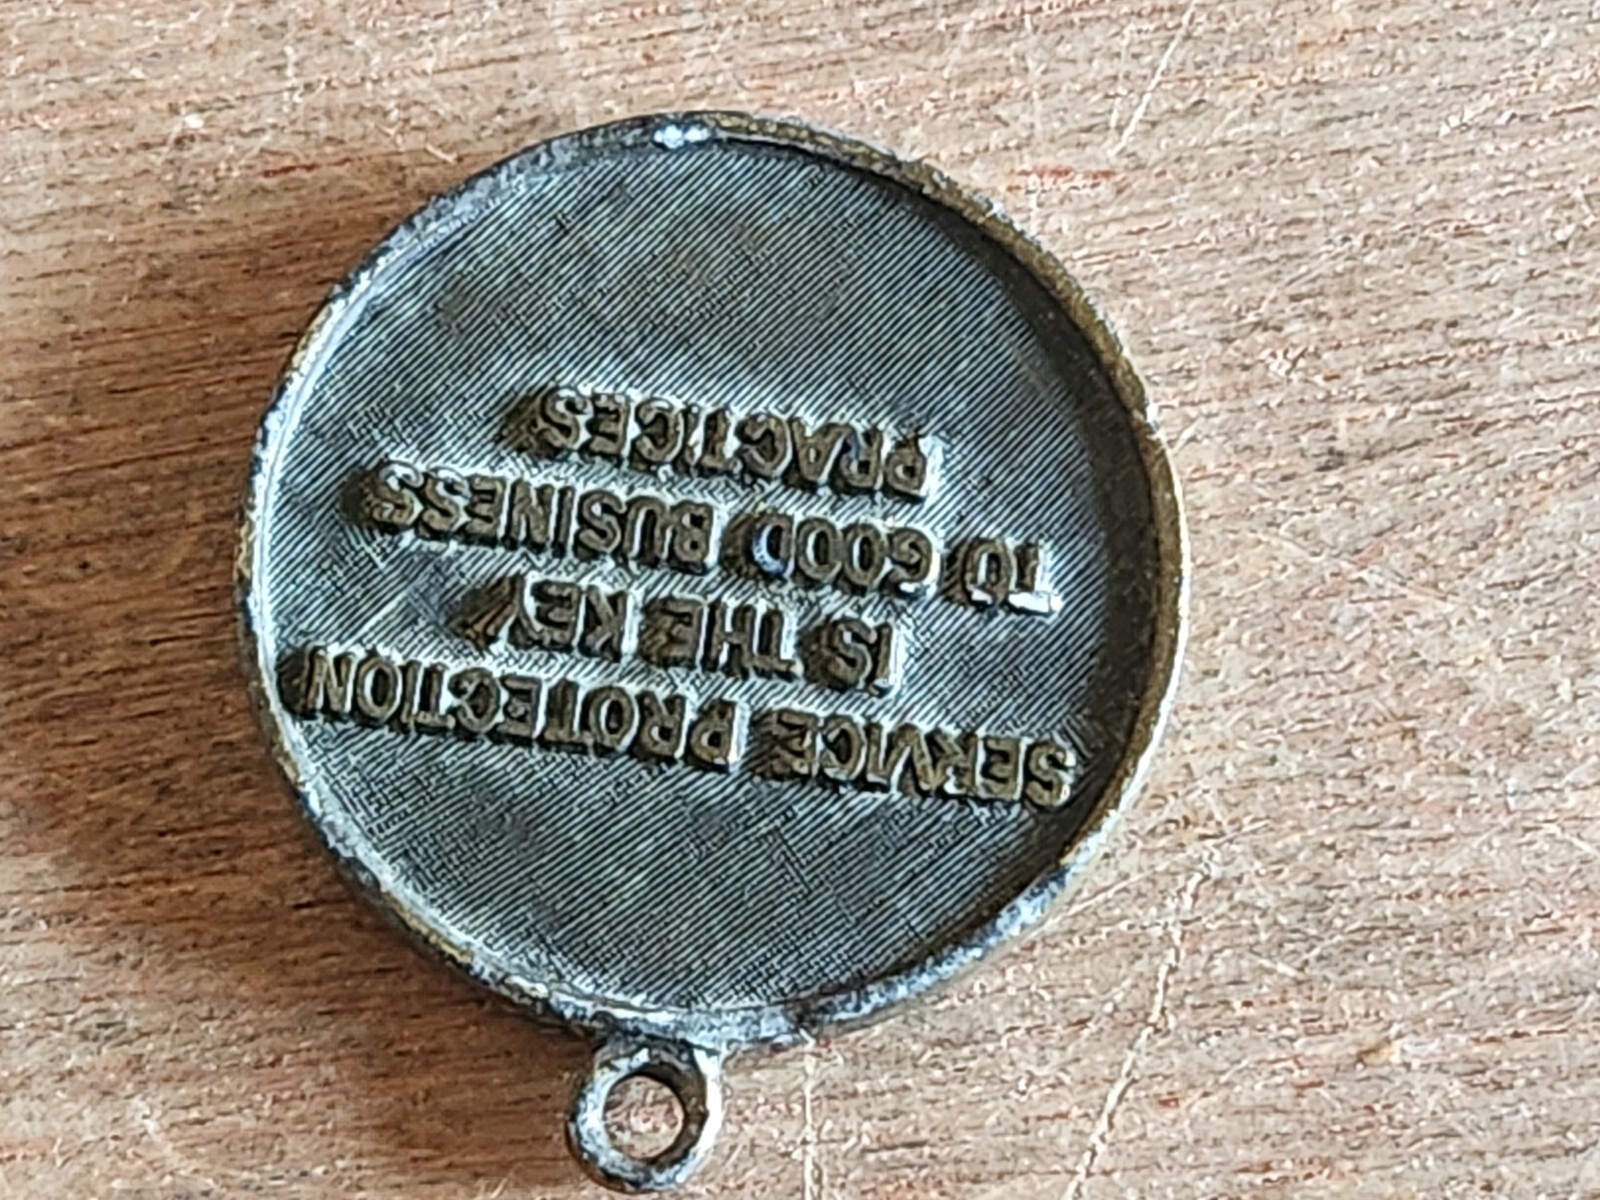 SERVICE PROTECTION
IS THE KEY
TO GOOD BUSINESS
PRACTICES